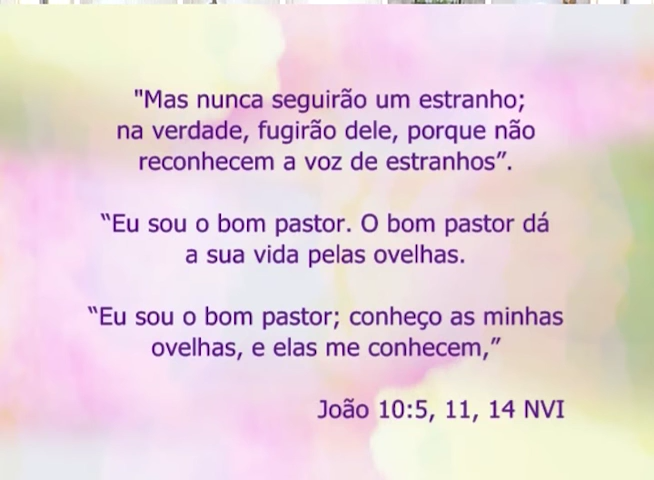 "Mas nunca seguirão um estranho;
na verdade, fugirão dele, porque não
reconhecem a voz de estranhos”.
“Eu sou o bom pastor. O bom pastor dá
a sua vida pelas ovelhas.
“Eu sou o bom pastor; conheço as minhas
ovelhas, e elas me conhecem,”
João 10:5, 11, 14 NVI